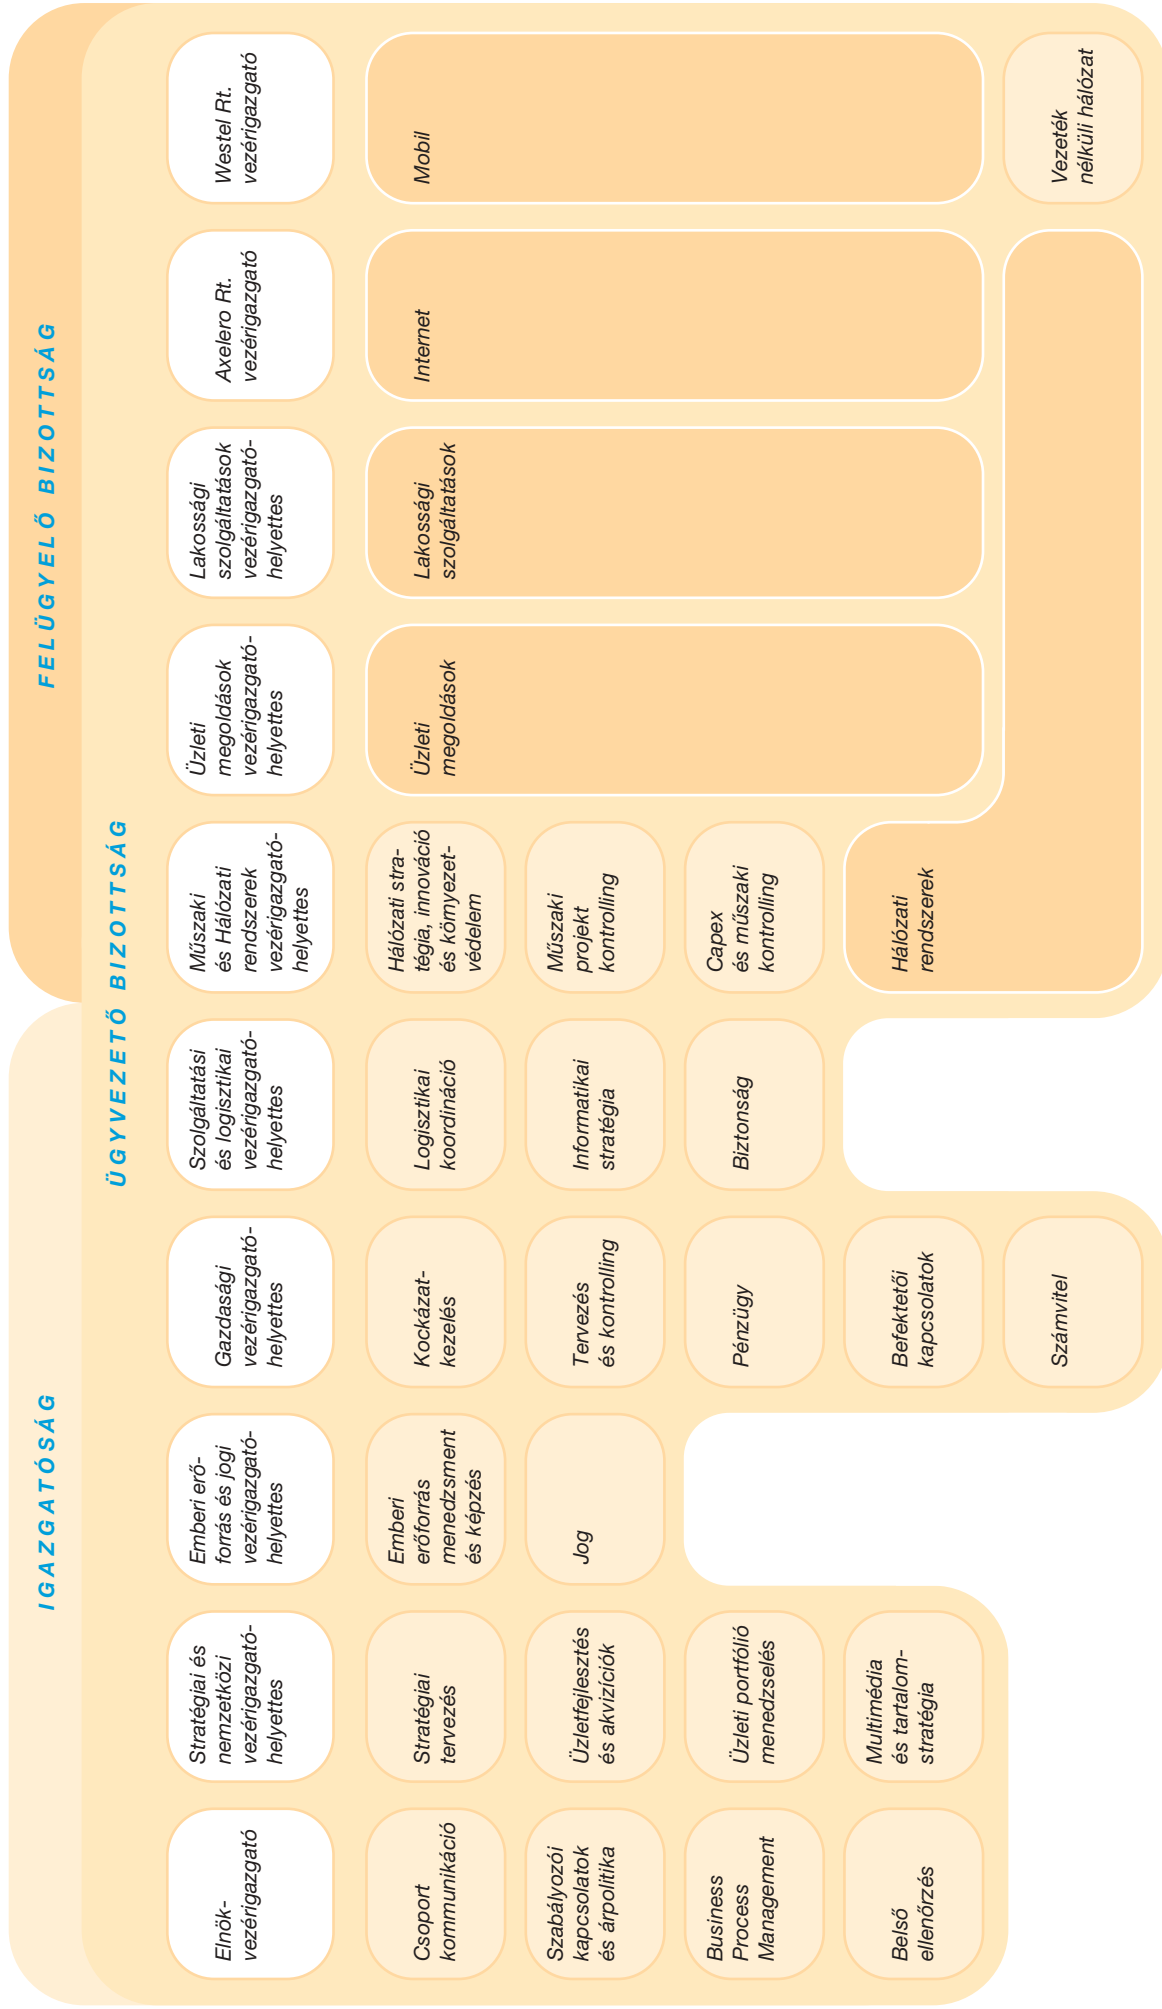 IGAZGATÓSÁG
FELÜGYELŐ BIZOTTSÁG
ÜGYVEZETŐ BIZOTTSÁG
Elnök-
vezérigazgató
Stratégiai és
nemzetközi
vezérigazgató-
helyettes
Emberi erő-
forrás és jogi
vezérigazgató-
helyettes
Gazdasági
vezérigazgató-
helyettes
Szolgáltatási
és logisztikai
vezérigazgató-
helyettes
Műszaki
és Hálózati
rendszerek
vezérigazgató-
helyettes
Üzleti
megoldások
vezérigazgató-
helyettes
Lakossági
szolgáltatások
vezérigazgató-
helyettes
Axelero Rt.
vezérigazgató
Westel Rt.
vezérigazgató
Csoport
kommunikáció
Stratégiai
tervezés
Emberi
erőforrás
menedzsment
és képzés
Kockázat-
kezelés
Logisztikai
koordináció
Hálózati stra-
tégia, innováció
és környezet-
védelem
Üzleti
megoldások
Lakossági
szolgáltatások
Internet
Mobil
Szabályozói
kapcsolatok
és árpolitika
Üzletfejlesztés
és akvizíciók
Jog
Tervezés
és kontrolling
Informatikai
stratégia
Műszaki
projekt
kontrolling
Business
Process
Management
Üzleti portfólió
menedzselés
Pénzügy
Biztonság
Capex
és műszaki
kontrolling
Belső
ellenőrzés
Multimédia
és tartalom-
stratégia
Befektetői
kapcsolatok
Hálózati
rendszerek
Számvitel
Vezeték
nélküli hálózat